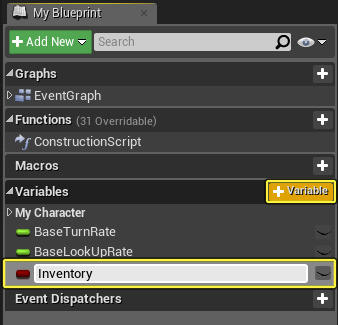 My Blueprint
Add New Search
Graphs
EventGraph
Functions (31 Overridable)
ConstructionScript
Macros
Variables Variable
My Character
BaseTurnRate
BaseLookUpRate
Inventory
Event Dispatchers